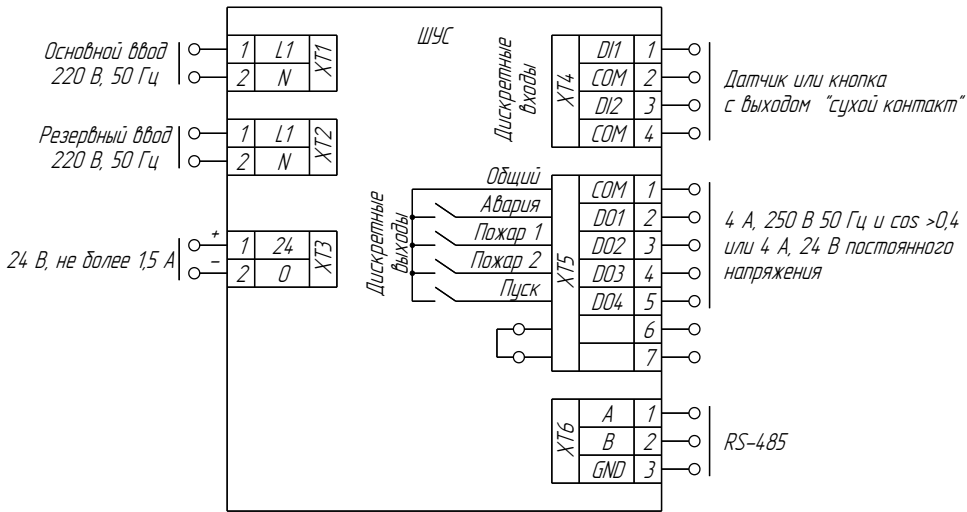 ШУС
Основной ввод
220 В, 50 Гц
1 L1
2 N
XT1
Резервный ввод
220 В, 50 Гц
1 L1
2 N
XT2
24 В, не более 1,5 А
+
–
1 24
2 0
XT3
Дискретные
входы
XT4
DI1 1
COM 2
DI2 3
COM 4
Датчик или кнопка
с выходом "сухой контакт"
Дискретные
выходы
Общий
Авария
Пожар 1
Пожар 2
Пуск
XT5
COM 1
DO1 2
DO2 3
DO3 4
DO4 5
6
7
4 А, 250 В 50 Гц и cos >0,4
или 4 А, 24 В постоянного
напряжения
XT6
A 1
B 2
GND 3
RS-485